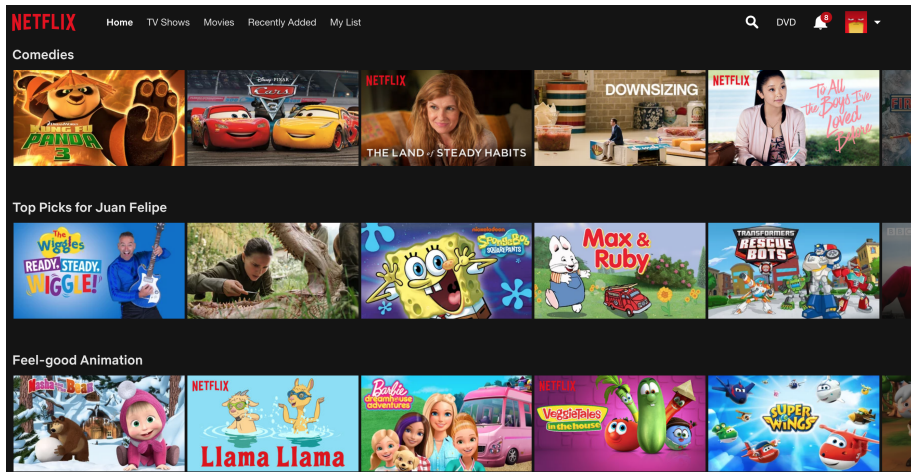 NETFLIX Home TV Shows Movies Recently Added My List DVD 8
Comedies
KUNG FU
PANDA
3
Disney·PIXAR
Cars
3
NETFLIX
THE LAND of STEADY HABITS
DOWNSIZING
NETFLIX
To All
the Boys I've
Loved
Before
Top Picks for Juan Felipe
The
Wiggles
READY, STEADY,
WIGGLE!
nickelodeon
SpongeBob
SQUAREPANTS
Max &
Ruby
TRANSFORMERS
RESCUE
BOTS
BBC
Feel-good Animation
Masha and the Bear
NETFLIX
Llama Llama
Barbie
dreamhouse
adventures
NETFLIX
VeggieTales
in the house
SUPER
WINGS